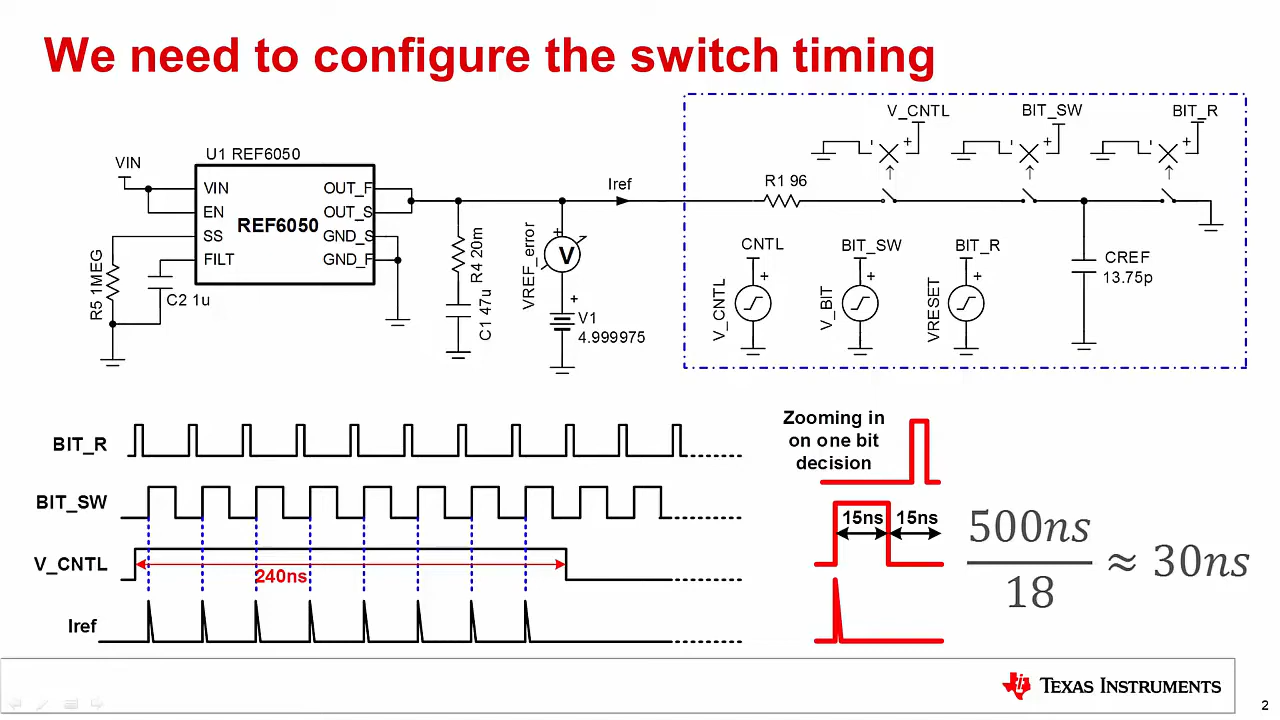 We need to configure the switch timing
V_CNTL
BIT_SW
BIT_R
VIN
U1 REF6050
VIN
OUT_F
EN
OUT_S
SS
GND_S
FILT
GND_F
REF6050
R5 1MEG
C2 1u
R4 20m
C1 47u
VREF_error
V
V1
4.999975
Iref
R1 96
CNTL
BIT_SW
BIT_R
V_CNTL
V_BIT
VRESET
CREF
13.75p
BIT_R
BIT_SW
V_CNTL
240ns
Iref
Zooming in
on one bit
decision
15ns
15ns
500ns
18
≈ 30ns
TEXAS INSTRUMENTS
2